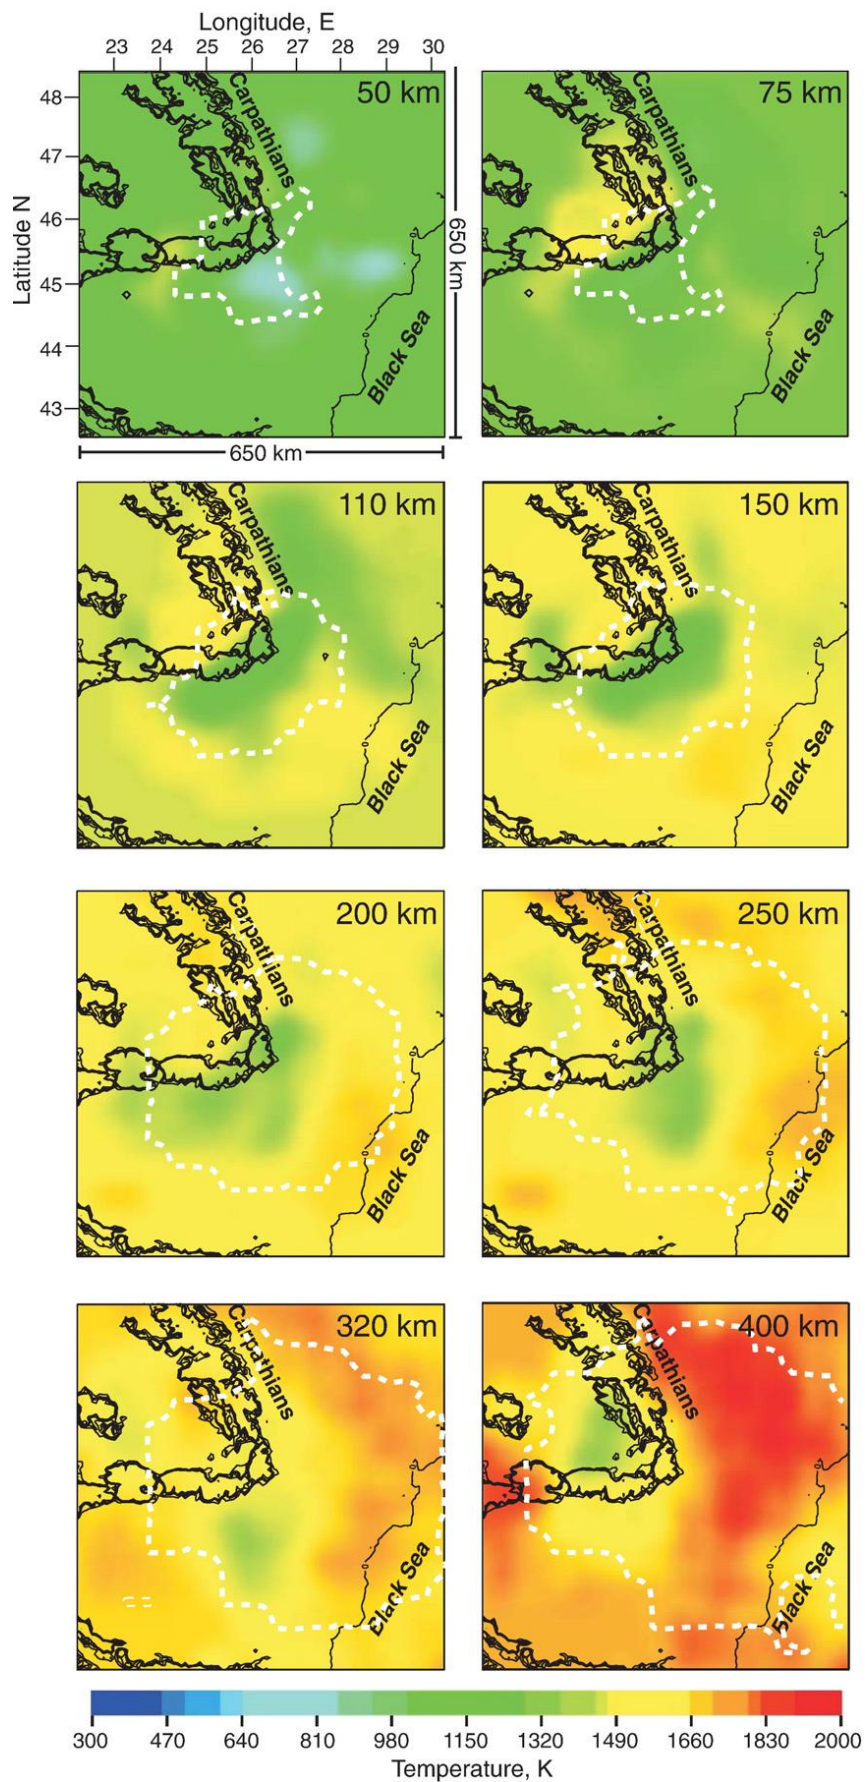 Longitude, E
23 24 25 26 27 28 29 30
Latitude N
48
47
46
45
44
43
50 km
Carpathians
Black Sea
650 km
650 km
75 km
Carpathians
Black Sea
110 km
Carpathians
Black Sea
150 km
Carpathians
Black Sea
200 km
Carpathians
Black Sea
250 km
Carpathians
Black Sea
320 km
Carpathians
Black Sea
400 km
Carpathians
Black Sea
300 470 640 810 980 1150 1320 1490 1660 1830 2000
Temperature, K